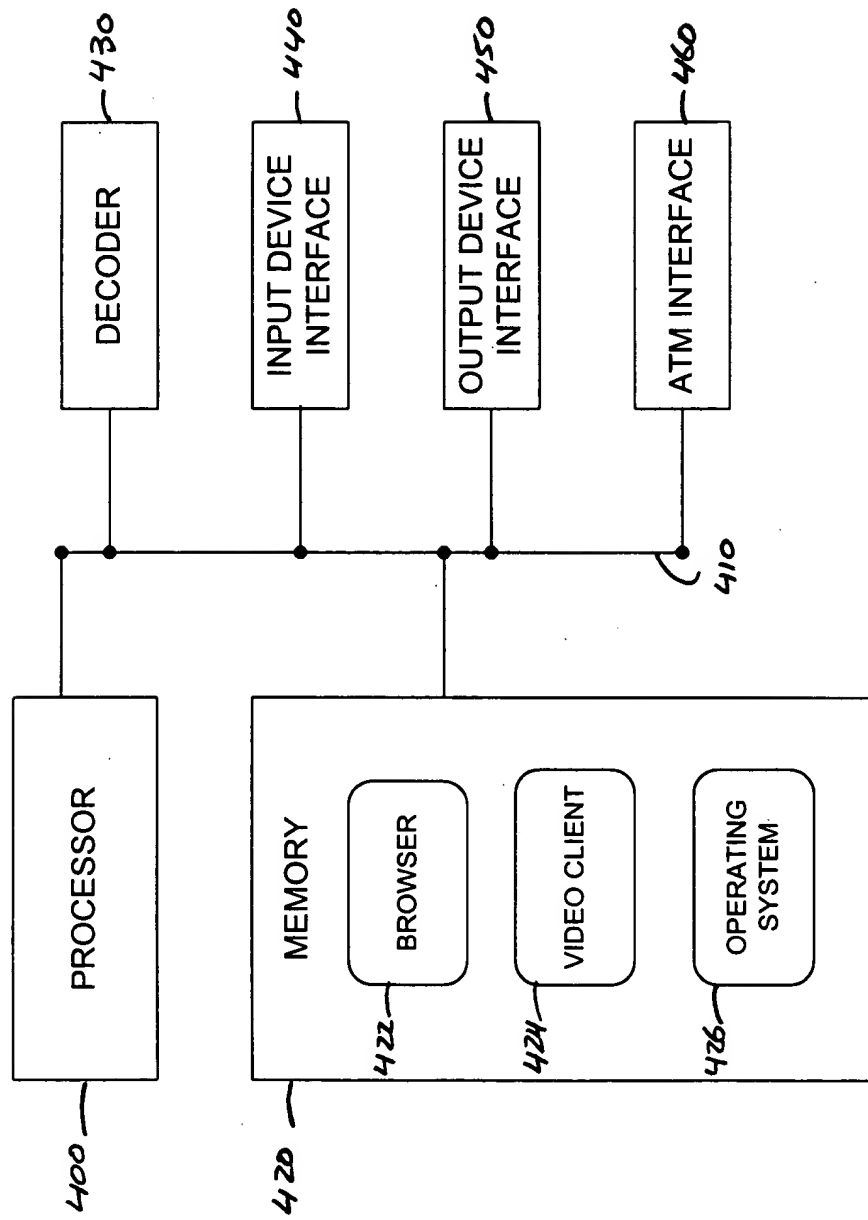 400
PROCESSOR
420
MEMORY
422
BROWSER
424
VIDEO CLIENT
426
OPERATING
SYSTEM
410
430
DECODER
440
INPUT DEVICE
INTERFACE
450
OUTPUT DEVICE
INTERFACE
460
ATM INTERFACE